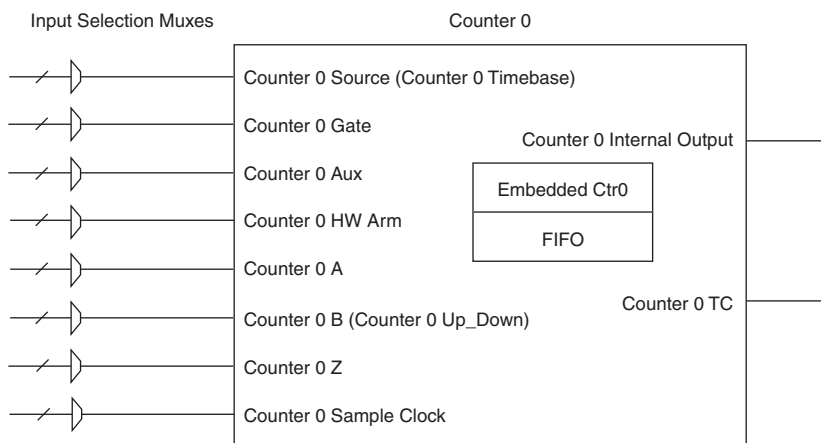 Input Selection Muxes
Counter 0
Counter 0 Source (Counter 0 Timebase)
Counter 0 Gate
Counter 0 Internal Output
Counter 0 Aux
Embedded Ctr0
Counter 0 HW Arm
FIFO
Counter 0 A
Counter 0 TC
Counter 0 B (Counter 0 Up_Down)
Counter 0 Z
Counter 0 Sample Clock